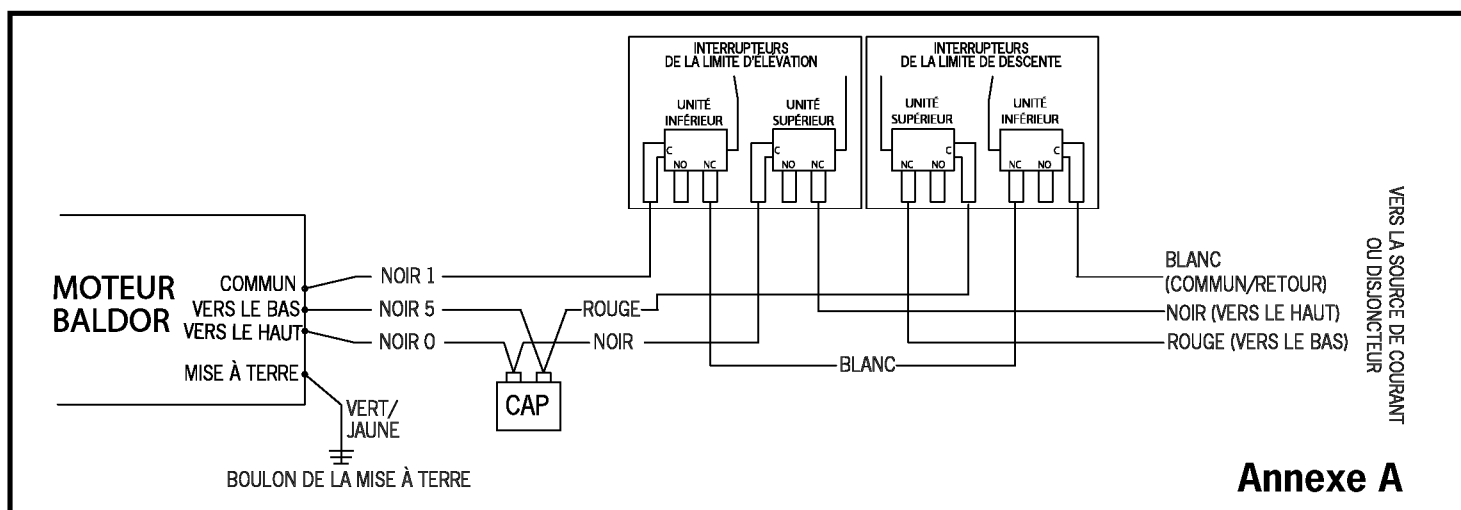 INTERRUPTEURS
DE LA LIMITE D'ÉLÉVATION
INTERRUPTEURS
DE LA LIMITE DE DESCENTE
UNITÉ
INFÉRIEUR
UNITÉ
SUPÉRIEUR
UNITÉ
SUPÉRIEUR
UNITÉ
INFÉRIEUR
C
NO NC
C
NO NC
C
NC NO
C
NC NO
MOTEUR
BALDOR
COMMUN
VERS LE BAS
VERS LE HAUT
MISE À TERRE
NOIR 1
NOIR 5
NOIR 0
ROUGE
NOIR
BLANC
CAP
VERT/
JAUNE
BOULON DE LA MISE À TERRE
BLANC
(COMMUN/RETOUR)
NOIR (VERS LE HAUT)
ROUGE (VERS LE BAS)
VERS LA SOURCE DE COURANT
OU DISJONCTEUR
Annexe A